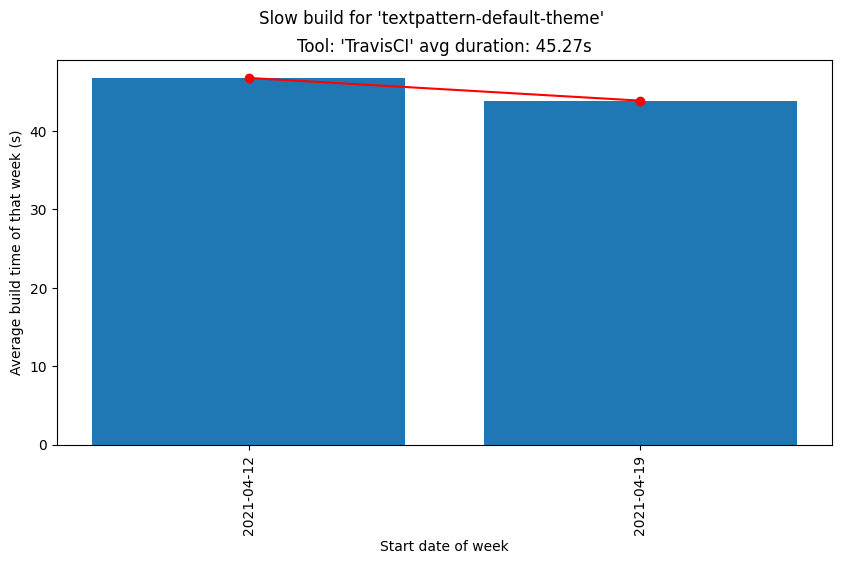 Slow build for 'textpattern-default-theme'
Tool: 'TravisCI' avg duration: 45.27s
Average build time of that week (s)
40
30
20
10
0
2021-04-12
2021-04-19
Start date of week